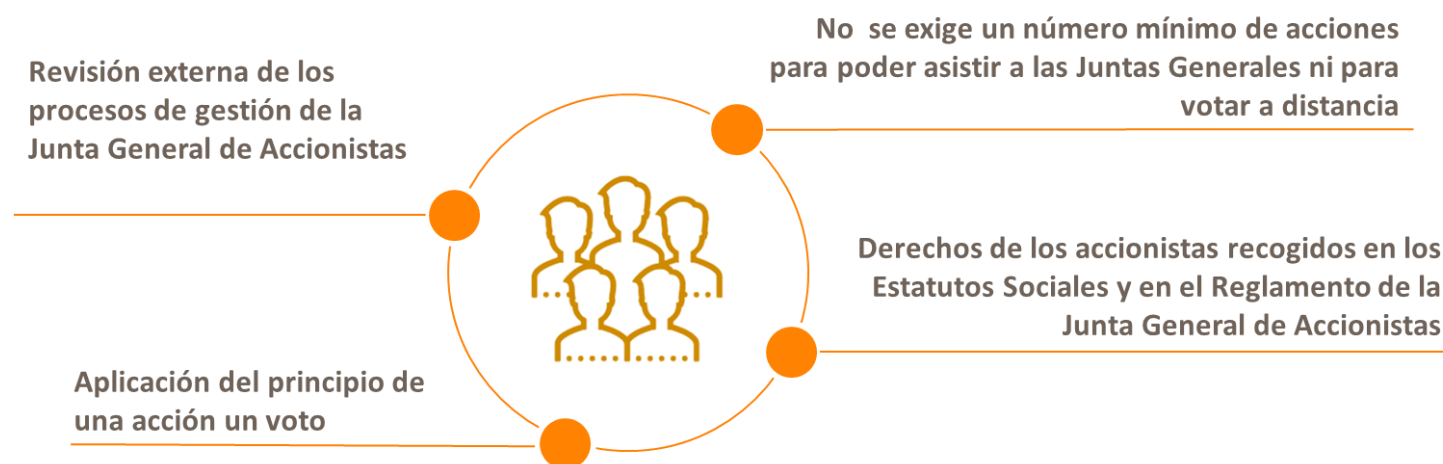 Revisión externa de los
procesos de gestión de la
Junta General de Accionistas
No se exige un número mínimo de acciones
para poder asistir a las Juntas Generales ni para
votar a distancia
Derechos de los accionistas recogidos en los
Estatutos Sociales y en el Reglamento de la
Junta General de Accionistas
Aplicación del principio de
una acción un voto